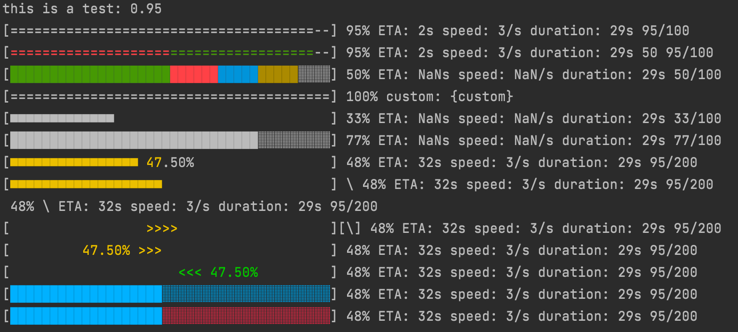 this is a test: 0.95
[======================================--] 95% ETA: 2s speed: 3/s duration: 29s 95/100
[======================================--] 95% ETA: 2s speed: 3/s duration: 29s 50 95/100
[████████████████████████████████████░░░░] 50% ETA: NaNs speed: NaN/s duration: 29s 50/100
[========================================] 100% custom: {custom}
[■■■■■■■■■■■■■                           ] 33% ETA: NaNs speed: NaN/s duration: 29s 33/100
[███████████████████████████████░░░░░░░░░] 77% ETA: NaNs speed: NaN/s duration: 29s 77/100
[■■■■■■■■■■■■■■■■ 47.50%                 ] 48% ETA: 32s speed: 3/s duration: 29s 95/200
[■■■■■■■■■■■■■■■■■■■                     ] \ 48% ETA: 32s speed: 3/s duration: 29s 95/200
48% \ ETA: 32s speed: 3/s duration: 29s 95/200
[                 >>>>                   ][\] 48% ETA: 32s speed: 3/s duration: 29s 95/200
[         47.50% >>>                     ] 48% ETA: 32s speed: 3/s duration: 29s 95/200
[                     <<< 47.50%         ] 48% ETA: 32s speed: 3/s duration: 29s 95/200
[███████████████████░░░░░░░░░░░░░░░░░░░░░] 48% ETA: 32s speed: 3/s duration: 29s 95/200
[███████████████████░░░░░░░░░░░░░░░░░░░░░] 48% ETA: 32s speed: 3/s duration: 29s 95/200